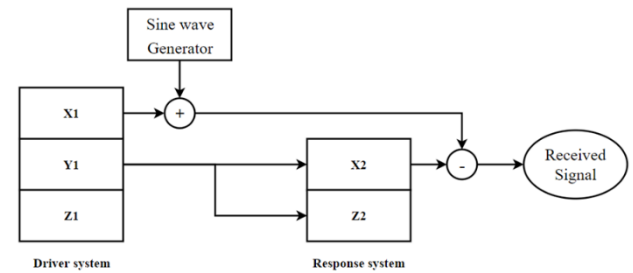 Sine wave
Generator
X1
+
Y1
X2
-
Received
Signal
Z1
Z2
Driver system
Response system